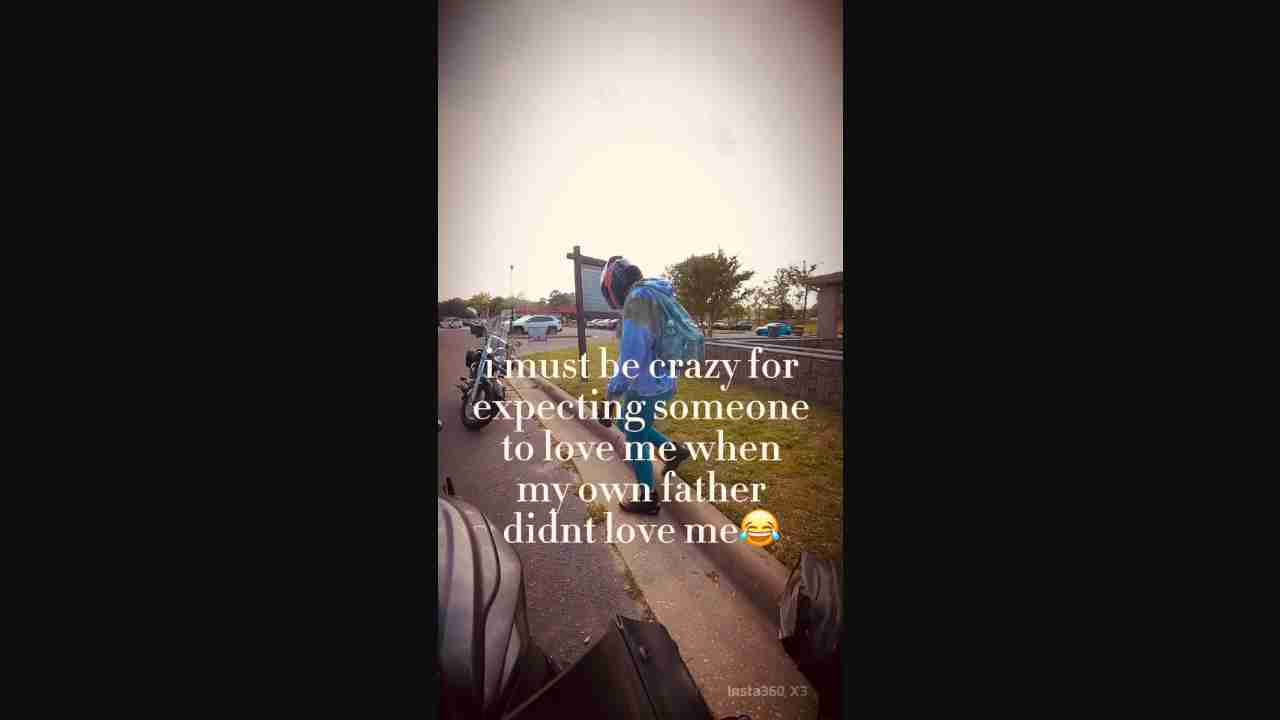 i must be crazy for
expecting someone
to love me when
my own father
didnt love me😂
Insta360 X3